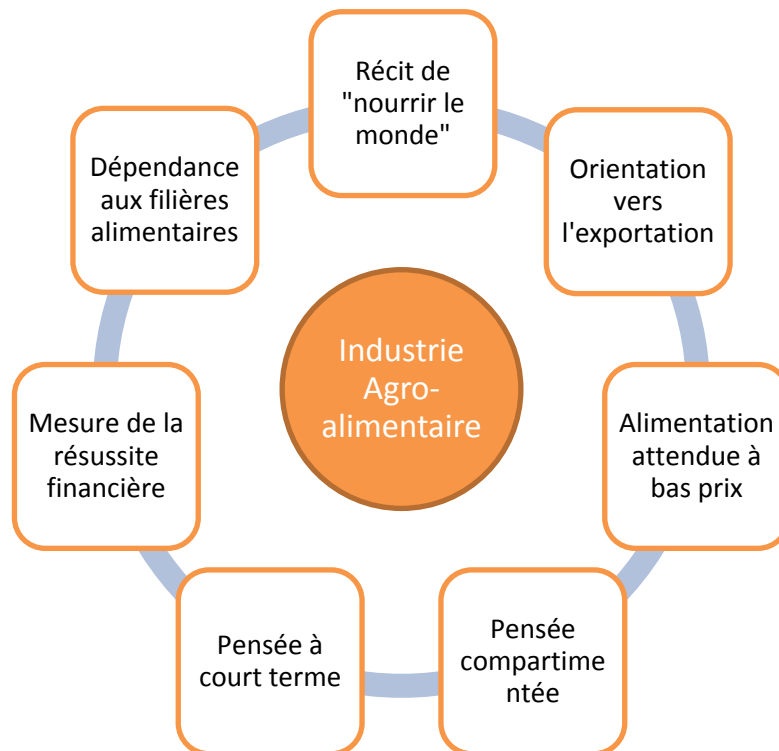 Récit de
"nourrir le
monde"
Orientation
vers
l'exportation
Alimentation
attendue à
bas prix
Pensée
compartime
ntée
Pensée à
court terme
Mesure de la
résussite
financière
Dépendance
aux filières
alimentaires
Industrie
Agro-
alimentaire